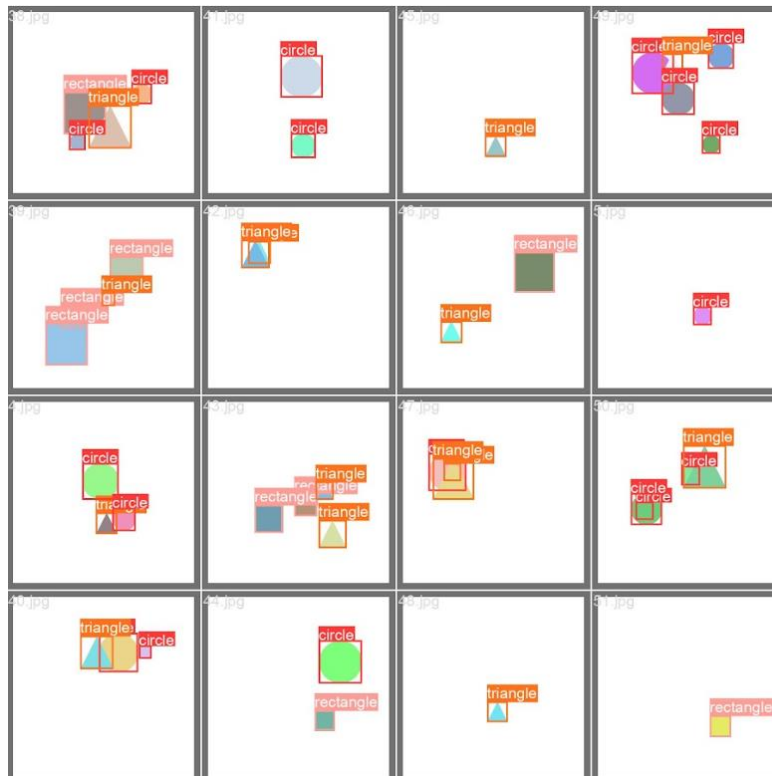 38.jpg
41.jpg
45.jpg
49.jpg
rectangle
triangle
circle
circle
circle
circle
triangle
circle
circle
triangle
circle
circle
circle
39.jpg
42.jpg
46.jpg
5.jpg
rectangle
triangle
rectangle
rectangle
triangle
rectangle
triangle
circle
4.jpg
43.jpg
47.jpg
50.jpg
circle
circle
rectangle
triangle
triangle
triangle
triangle
circle
circle
40.jpg
44.jpg
48.jpg
51.jpg
triangle
circle
circle
rectangle
triangle
rectangle